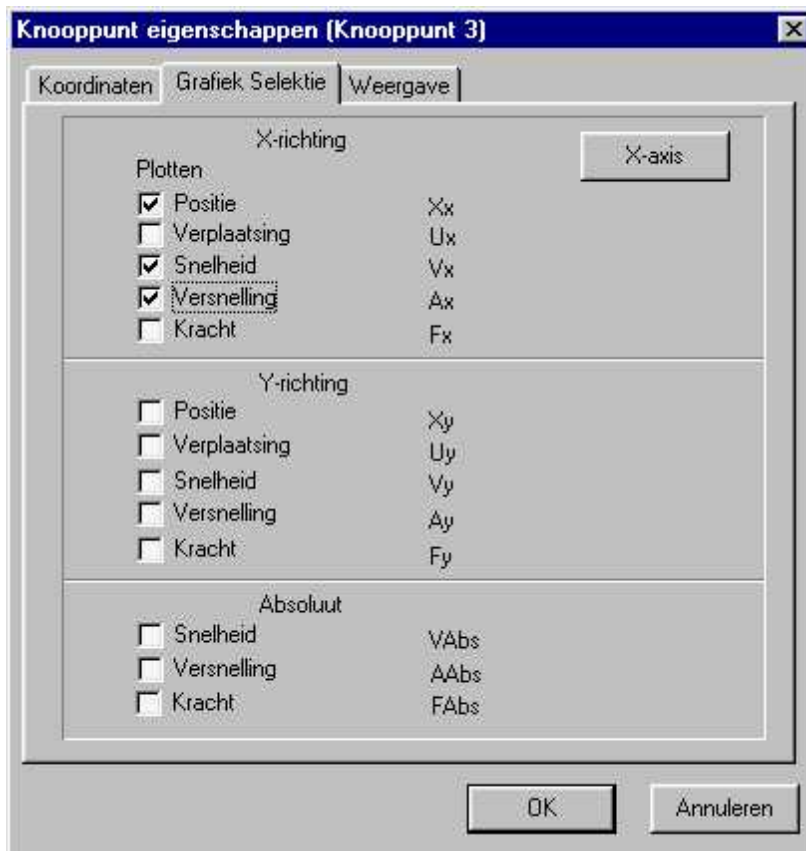 Knooppunt eigenschappen (Knooppunt 3)
Koordinaten Grafiek Selektie Weergave
X-richting
X-axis
Plotten
Positie Xx
Verplaatsing Ux
Snelheid Vx
Versnelling Ax
Kracht Fx
Y-richting
Positie Xy
Verplaatsing Uy
Snelheid Vy
Versnelling Ay
Kracht Fy
Absoluut
Snelheid VAbs
Versnelling AAbs
Kracht FAbs
OK Annuleren